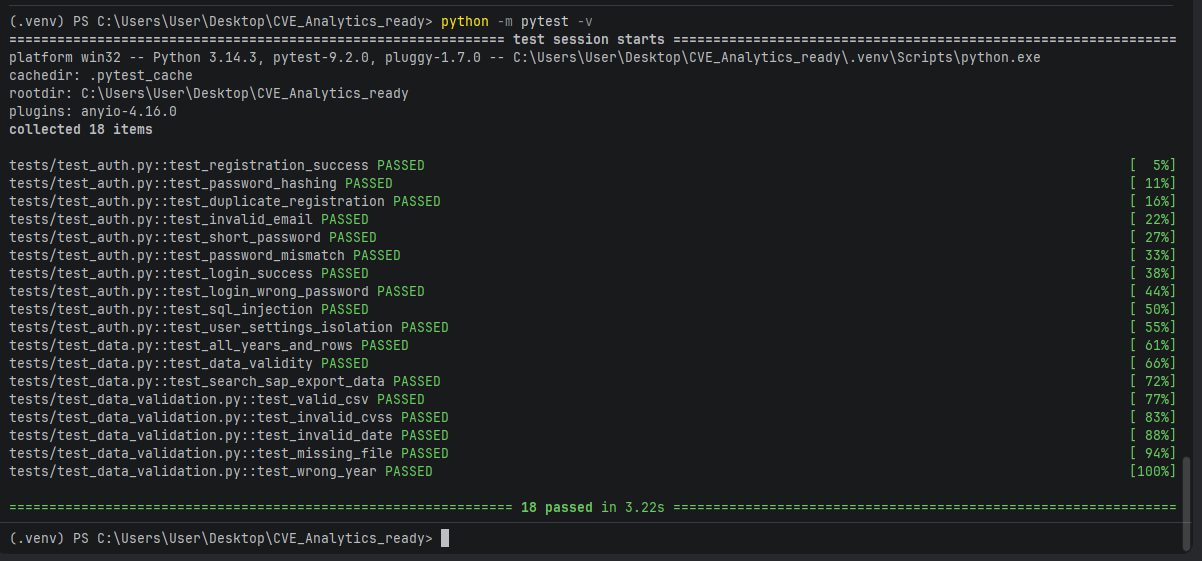 (.venv) PS C:\Users\User\Desktop\CVE_Analytics_ready> python -m pytest -v
============================================================== test session starts ===============================================================
platform win32 -- Python 3.14.3, pytest-9.2.0, pluggy-1.7.0 -- C:\Users\User\Desktop\CVE_Analytics_ready\.venv\Scripts\python.exe
cachedir: .pytest_cache
rootdir: C:\Users\User\Desktop\CVE_Analytics_ready
plugins: anyio-4.16.0
collected 18 items
tests/test_auth.py::test_registration_success PASSED [  5%]
tests/test_auth.py::test_password_hashing PASSED [ 11%]
tests/test_auth.py::test_duplicate_registration PASSED [ 16%]
tests/test_auth.py::test_invalid_email PASSED [ 22%]
tests/test_auth.py::test_short_password PASSED [ 27%]
tests/test_auth.py::test_password_mismatch PASSED [ 33%]
tests/test_auth.py::test_login_success PASSED [ 38%]
tests/test_auth.py::test_login_wrong_password PASSED [ 44%]
tests/test_auth.py::test_sql_injection PASSED [ 50%]
tests/test_auth.py::test_user_settings_isolation PASSED [ 55%]
tests/test_data.py::test_all_years_and_rows PASSED [ 61%]
tests/test_data.py::test_data_validity PASSED [ 66%]
tests/test_data.py::test_search_sap_export_data PASSED [ 72%]
tests/test_data_validation.py::test_valid_csv PASSED [ 77%]
tests/test_data_validation.py::test_invalid_cvss PASSED [ 83%]
tests/test_data_validation.py::test_invalid_date PASSED [ 88%]
tests/test_data_validation.py::test_missing_file PASSED [ 94%]
tests/test_data_validation.py::test_wrong_year PASSED [100%]
=============================================================== 18 passed in 3.22s ===============================================================
(.venv) PS C:\Users\User\Desktop\CVE_Analytics_ready>